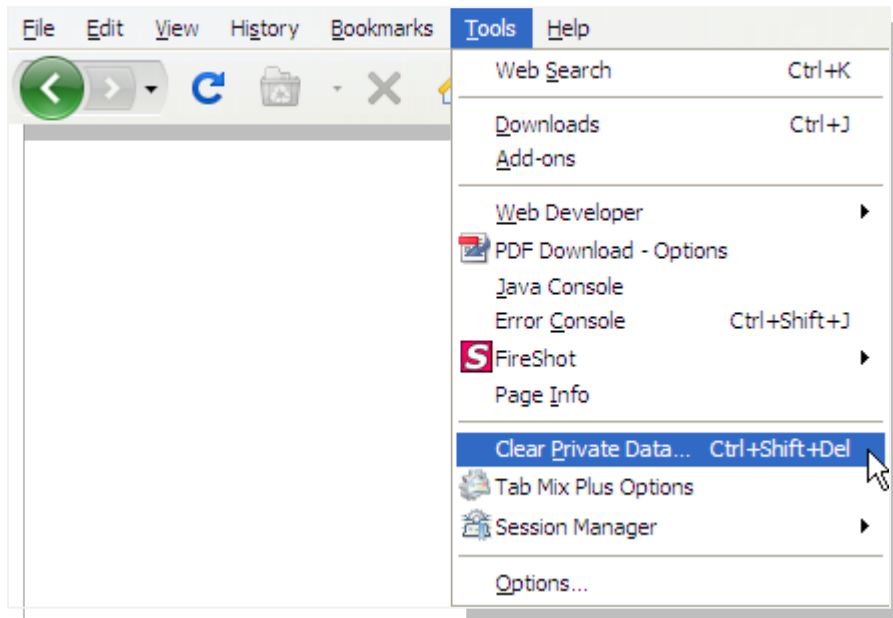 File Edit View History Bookmarks Tools Help
Web Search Ctrl+K
Downloads Ctrl+J
Add-ons
Web Developer
PDF Download - Options
Java Console
Error Console Ctrl+Shift+J
S FireShot
Page Info
Clear Private Data... Ctrl+Shift+Del
Tab Mix Plus Options
Session Manager
Options...